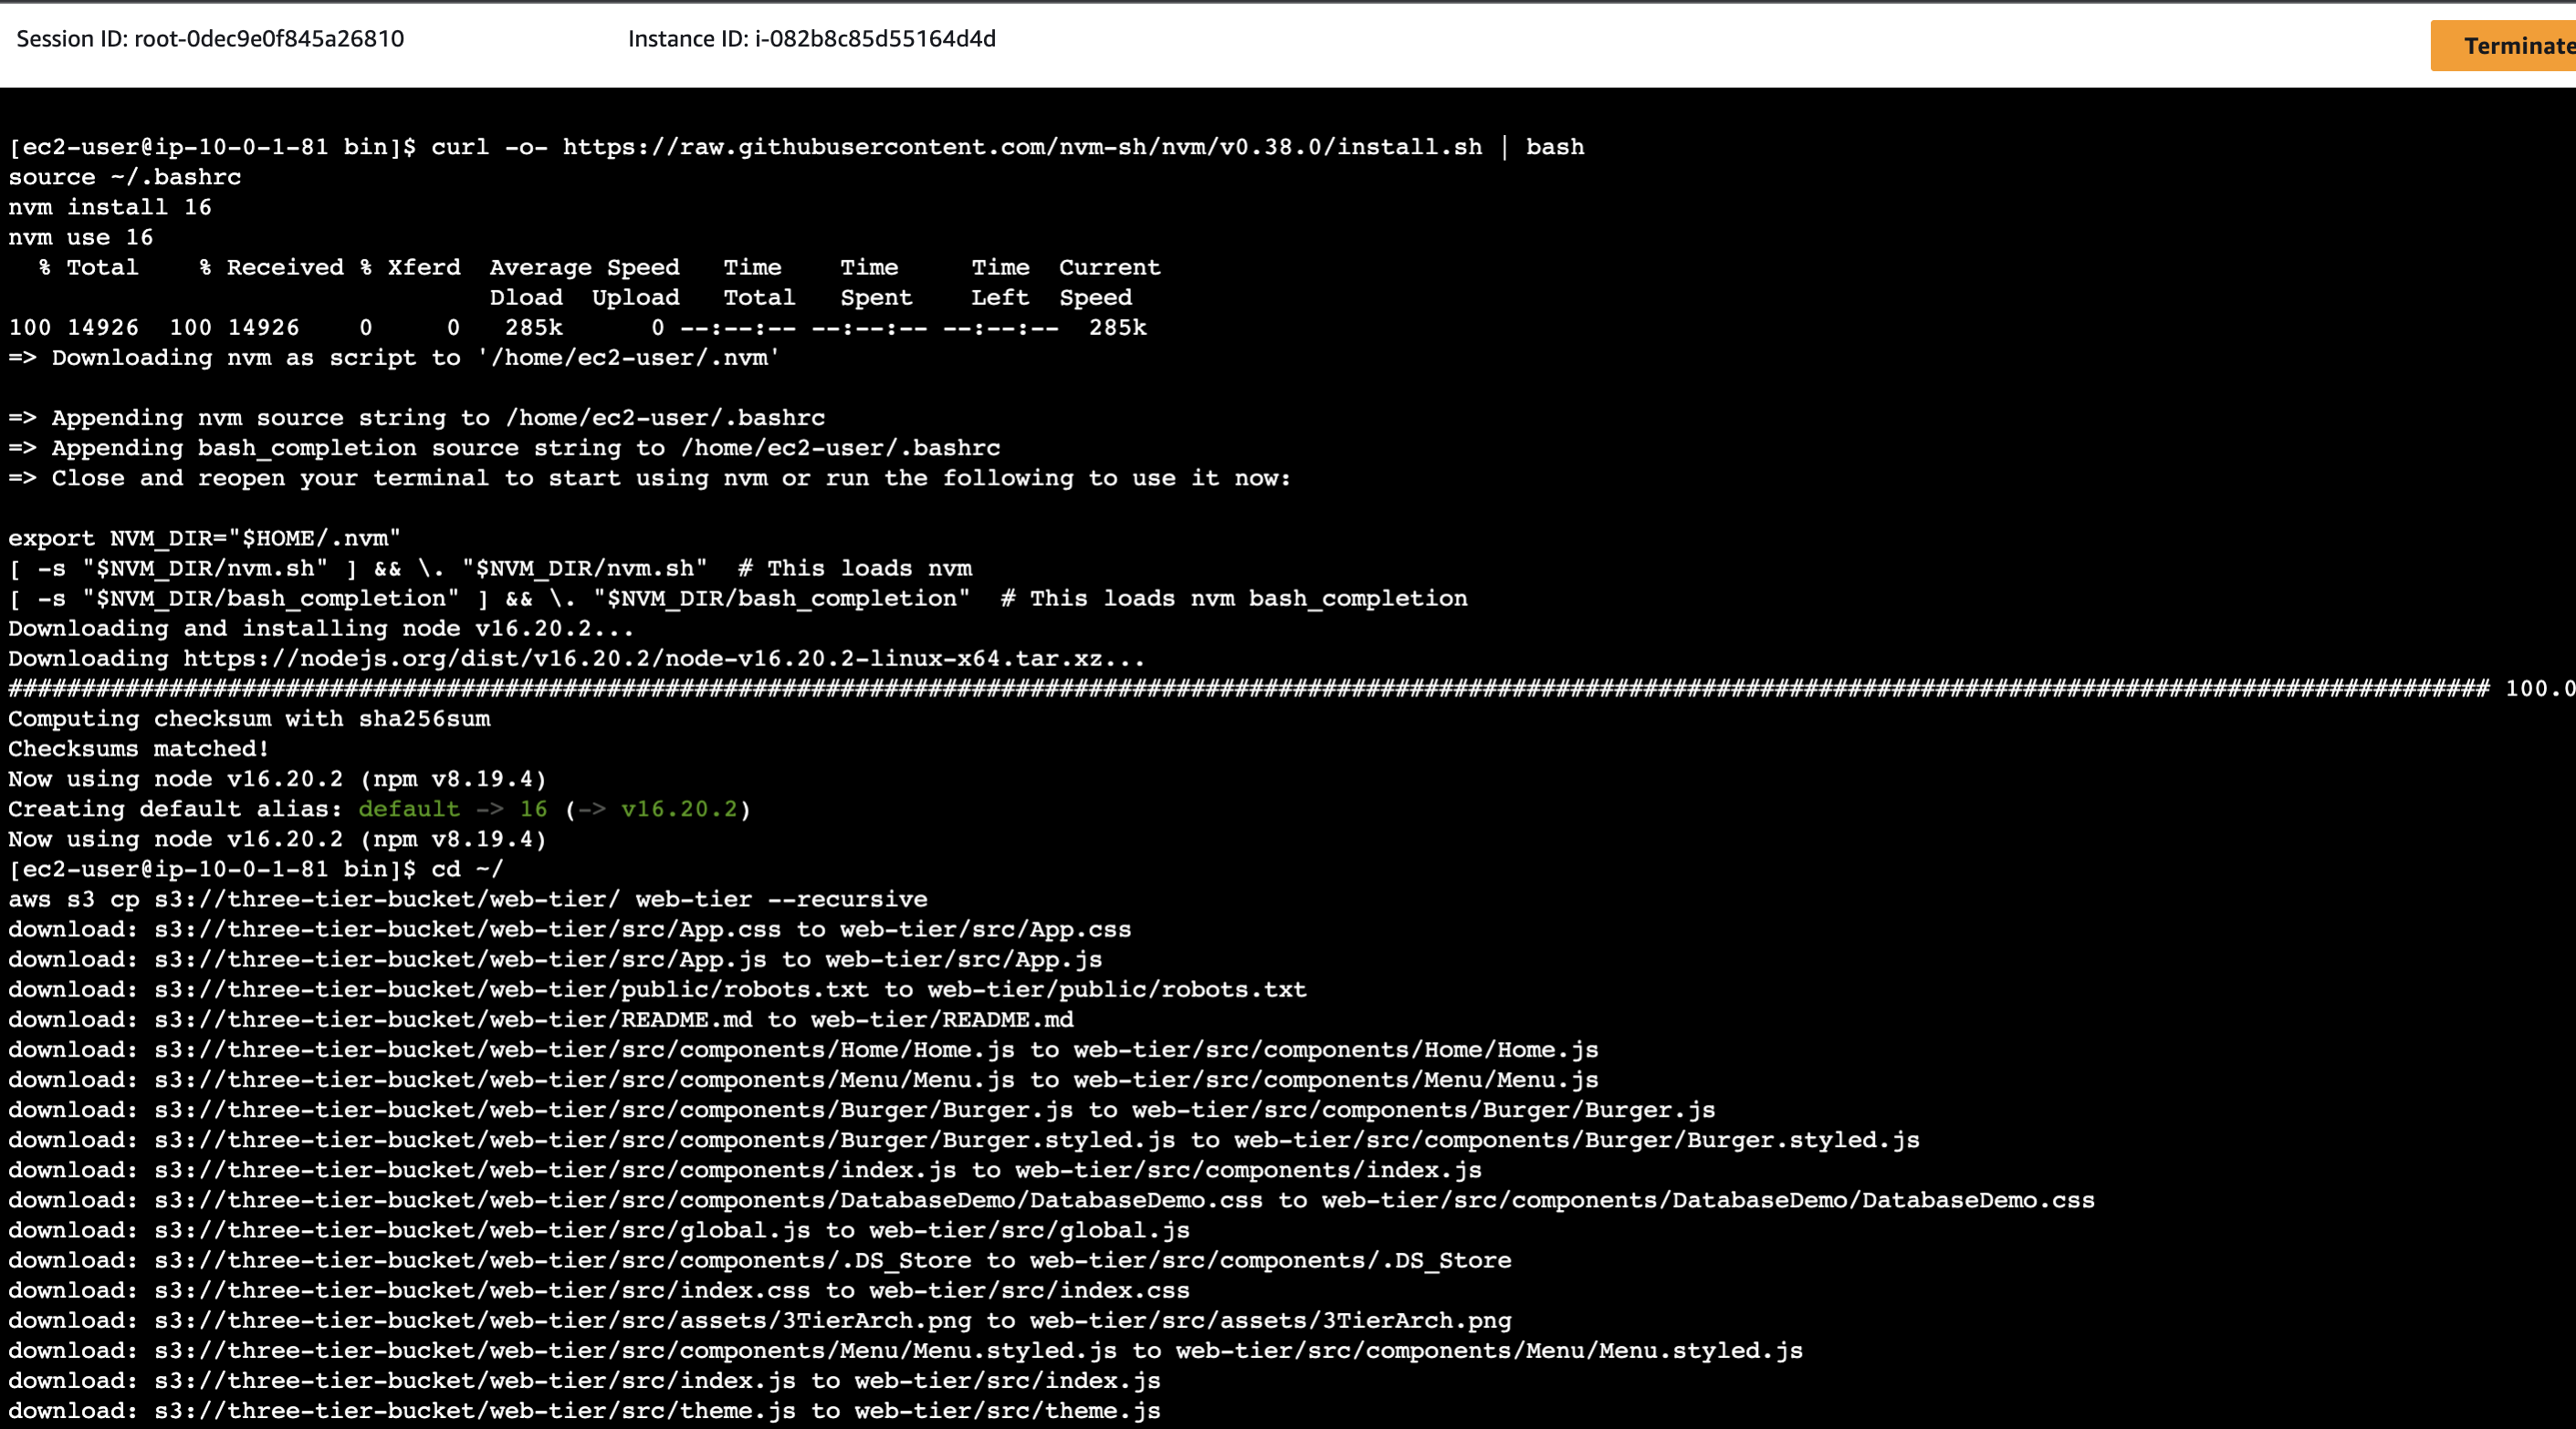 Session ID: root-0dec9e0f845a26810 Instance ID: i-082b8c85d55164d4d Terminate
[ec2-user@ip-10-0-1-81 bin]$ curl -o- https://raw.githubusercontent.com/nvm-sh/nvm/v0.38.0/install.sh | bash
source ~/.bashrc
nvm install 16
nvm use 16
  % Total    % Received % Xferd  Average Speed   Time    Time     Time  Current
                                 Dload  Upload   Total   Spent    Left  Speed
100 14926  100 14926    0     0   285k      0 --:--:-- --:--:-- --:--:--  285k
=> Downloading nvm as script to '/home/ec2-user/.nvm'
=> Appending nvm source string to /home/ec2-user/.bashrc
=> Appending bash_completion source string to /home/ec2-user/.bashrc
=> Close and reopen your terminal to start using nvm or run the following to use it now:
export NVM_DIR="$HOME/.nvm"
[ -s "$NVM_DIR/nvm.sh" ] && \. "$NVM_DIR/nvm.sh"  # This loads nvm
[ -s "$NVM_DIR/bash_completion" ] && \. "$NVM_DIR/bash_completion"  # This loads nvm bash_completion
Downloading and installing node v16.20.2...
Downloading https://nodejs.org/dist/v16.20.2/node-v16.20.2-linux-x64.tar.xz...
########################################################################################################################################################################## 100.0
Computing checksum with sha256sum
Checksums matched!
Now using node v16.20.2 (npm v8.19.4)
Creating default alias: default -> 16 (-> v16.20.2)
Now using node v16.20.2 (npm v8.19.4)
[ec2-user@ip-10-0-1-81 bin]$ cd ~/
aws s3 cp s3://three-tier-bucket/web-tier/ web-tier --recursive
download: s3://three-tier-bucket/web-tier/src/App.css to web-tier/src/App.css
download: s3://three-tier-bucket/web-tier/src/App.js to web-tier/src/App.js
download: s3://three-tier-bucket/web-tier/public/robots.txt to web-tier/public/robots.txt
download: s3://three-tier-bucket/web-tier/README.md to web-tier/README.md
download: s3://three-tier-bucket/web-tier/src/components/Home/Home.js to web-tier/src/components/Home/Home.js
download: s3://three-tier-bucket/web-tier/src/components/Menu/Menu.js to web-tier/src/components/Menu/Menu.js
download: s3://three-tier-bucket/web-tier/src/components/Burger/Burger.js to web-tier/src/components/Burger/Burger.js
download: s3://three-tier-bucket/web-tier/src/components/Burger/Burger.styled.js to web-tier/src/components/Burger/Burger.styled.js
download: s3://three-tier-bucket/web-tier/src/components/index.js to web-tier/src/components/index.js
download: s3://three-tier-bucket/web-tier/src/components/DatabaseDemo/DatabaseDemo.css to web-tier/src/components/DatabaseDemo/DatabaseDemo.css
download: s3://three-tier-bucket/web-tier/src/global.js to web-tier/src/global.js
download: s3://three-tier-bucket/web-tier/src/components/.DS_Store to web-tier/src/components/.DS_Store
download: s3://three-tier-bucket/web-tier/src/index.css to web-tier/src/index.css
download: s3://three-tier-bucket/web-tier/src/assets/3TierArch.png to web-tier/src/assets/3TierArch.png
download: s3://three-tier-bucket/web-tier/src/components/Menu/Menu.styled.js to web-tier/src/components/Menu/Menu.styled.js
download: s3://three-tier-bucket/web-tier/src/index.js to web-tier/src/index.js
download: s3://three-tier-bucket/web-tier/src/theme.js to web-tier/src/theme.js